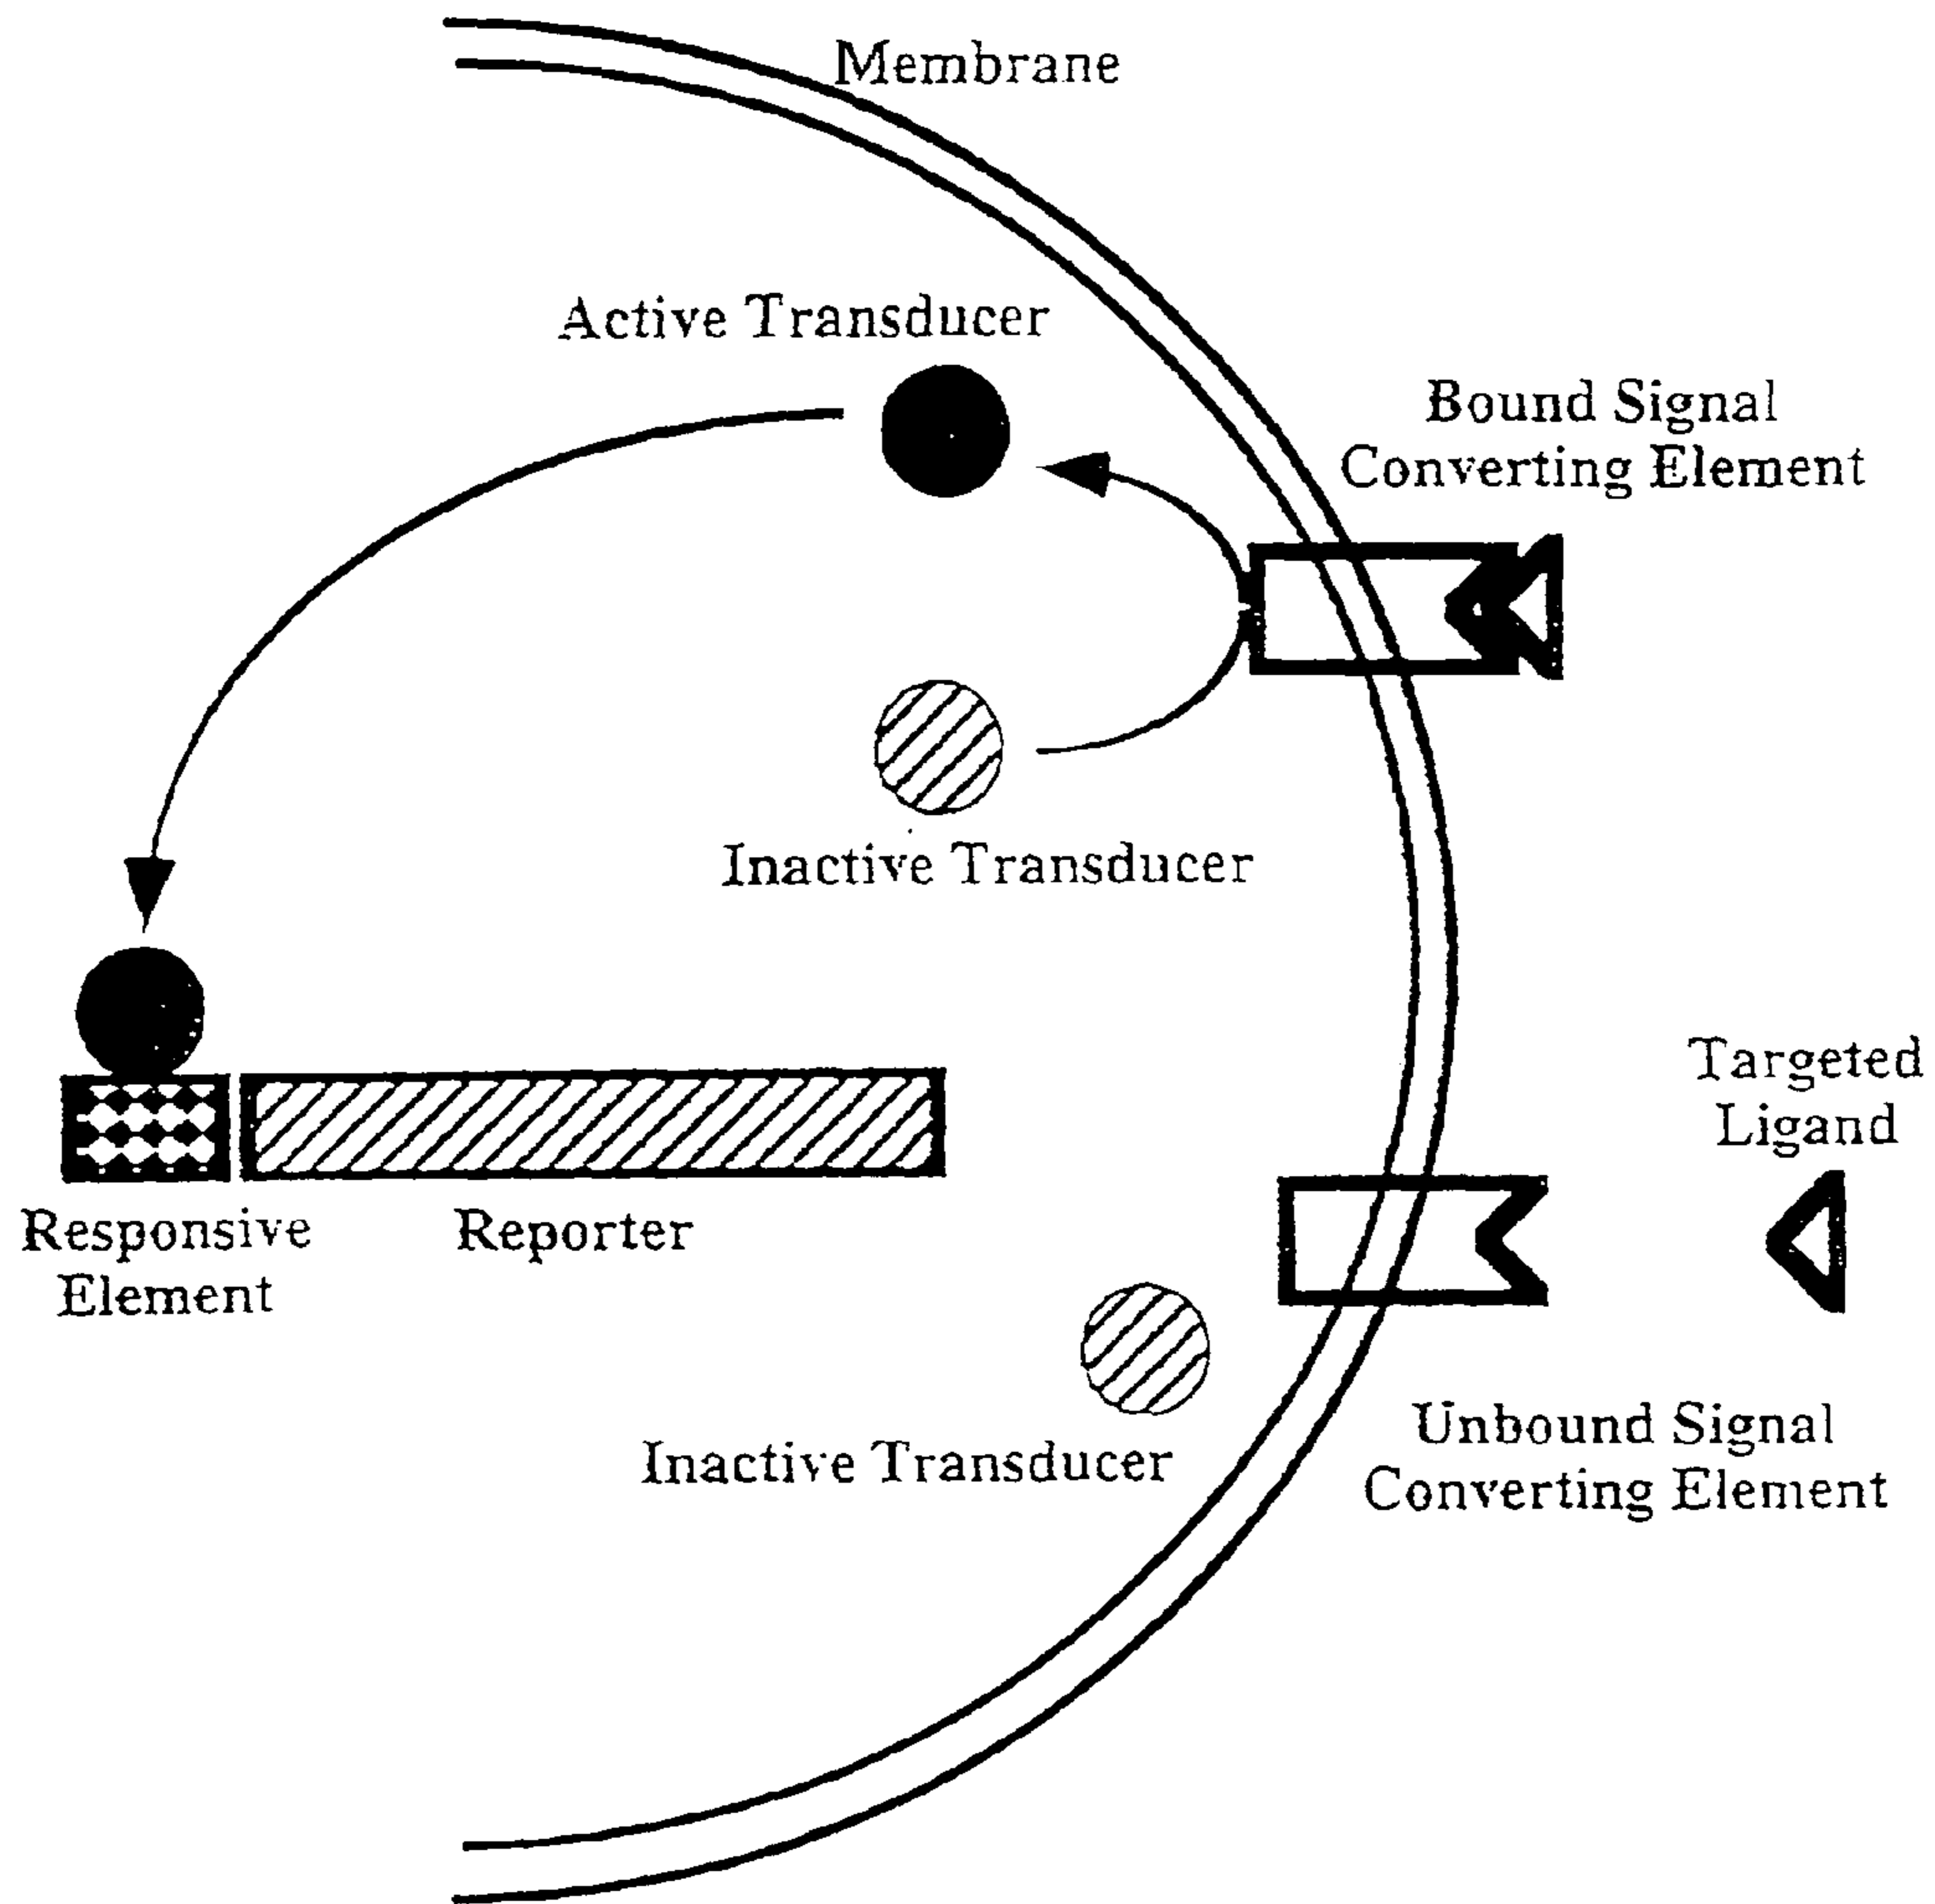 Membrane
Active Transducer
Bound Signal
Converting Element
Inactive Transducer
Targeted
Ligand
Responsive
Element
Reporter
Inactive Transducer
Unbound Signal
Converting Element